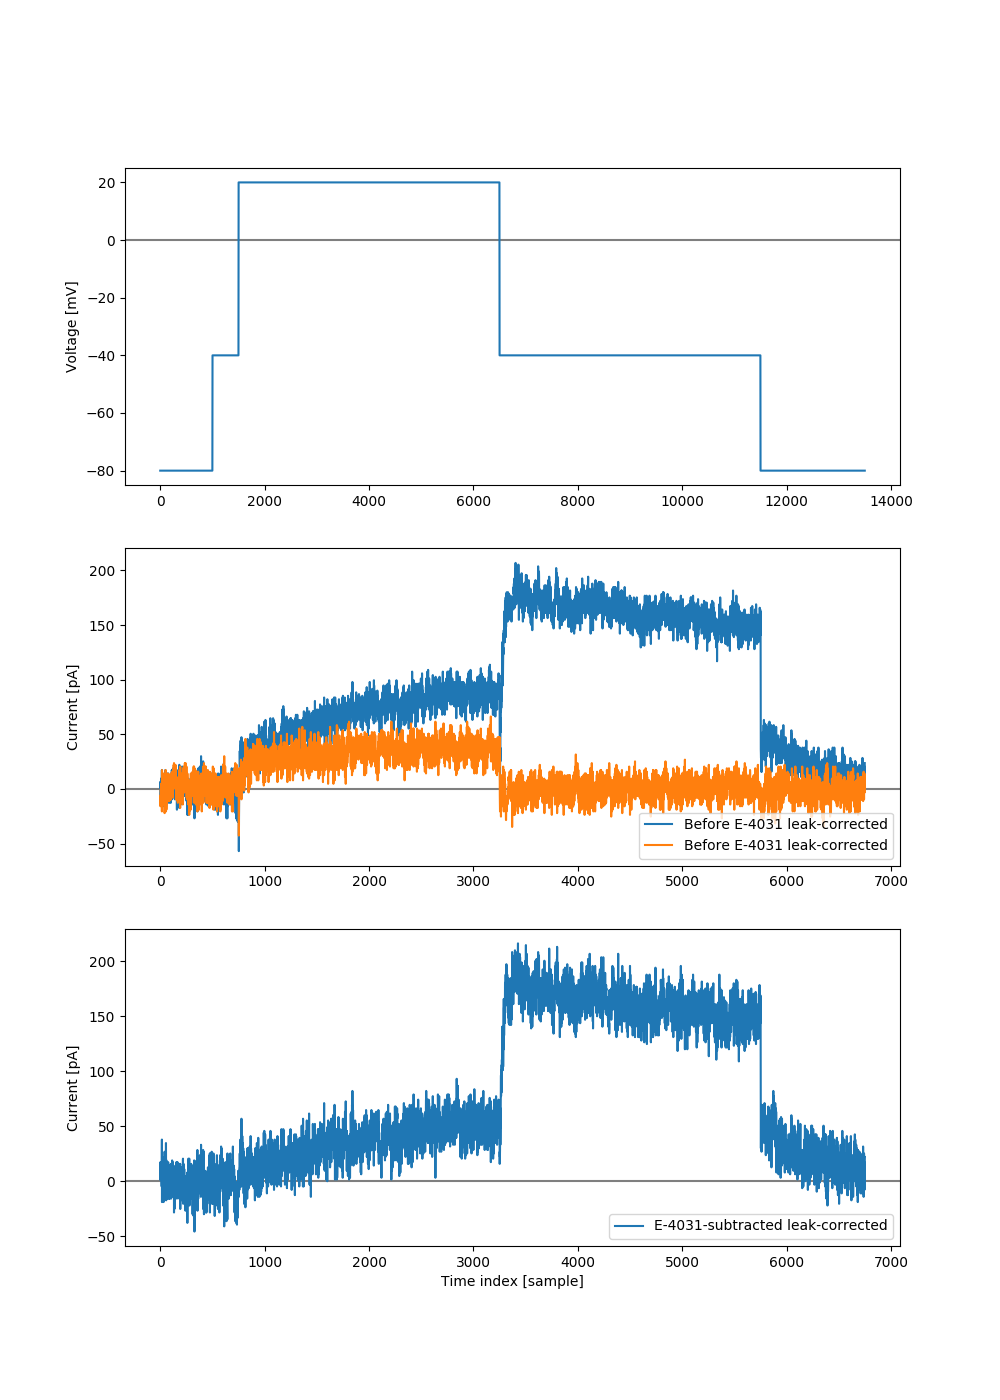 20
0
−20
−40
−60
−80
Voltage [mV]
0 2000 4000 6000 8000 10000 12000 14000
200
150
100
50
0
−50
Current [pA]
Before E-4031 leak-corrected
Before E-4031 leak-corrected
0 1000 2000 3000 4000 5000 6000 7000
200
150
100
50
0
−50
Current [pA]
E-4031-subtracted leak-corrected
0 1000 2000 3000 4000 5000 6000 7000
Time index [sample]